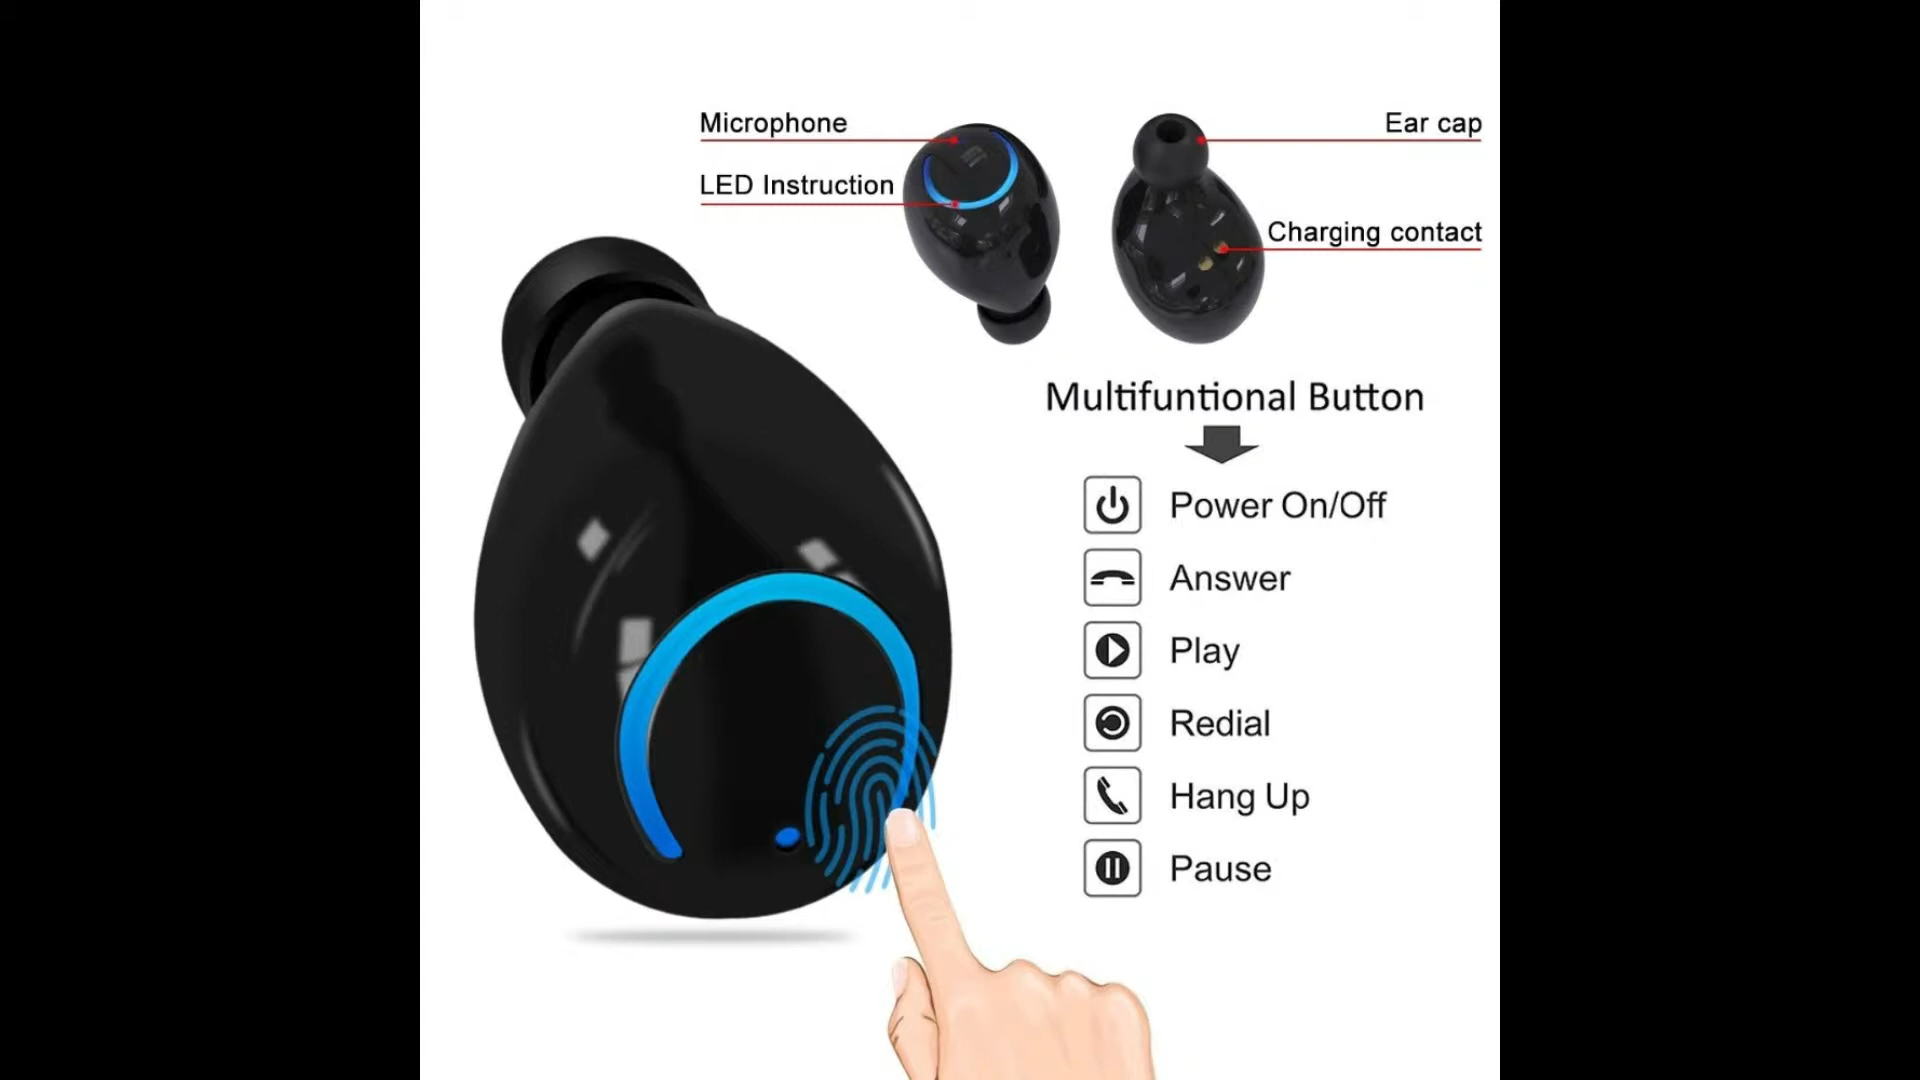 Microphone
LED Instruction
Ear cap
Charging contact
Multifuntional Button
Power On/Off
Answer
Play
Redial
Hang Up
Pause